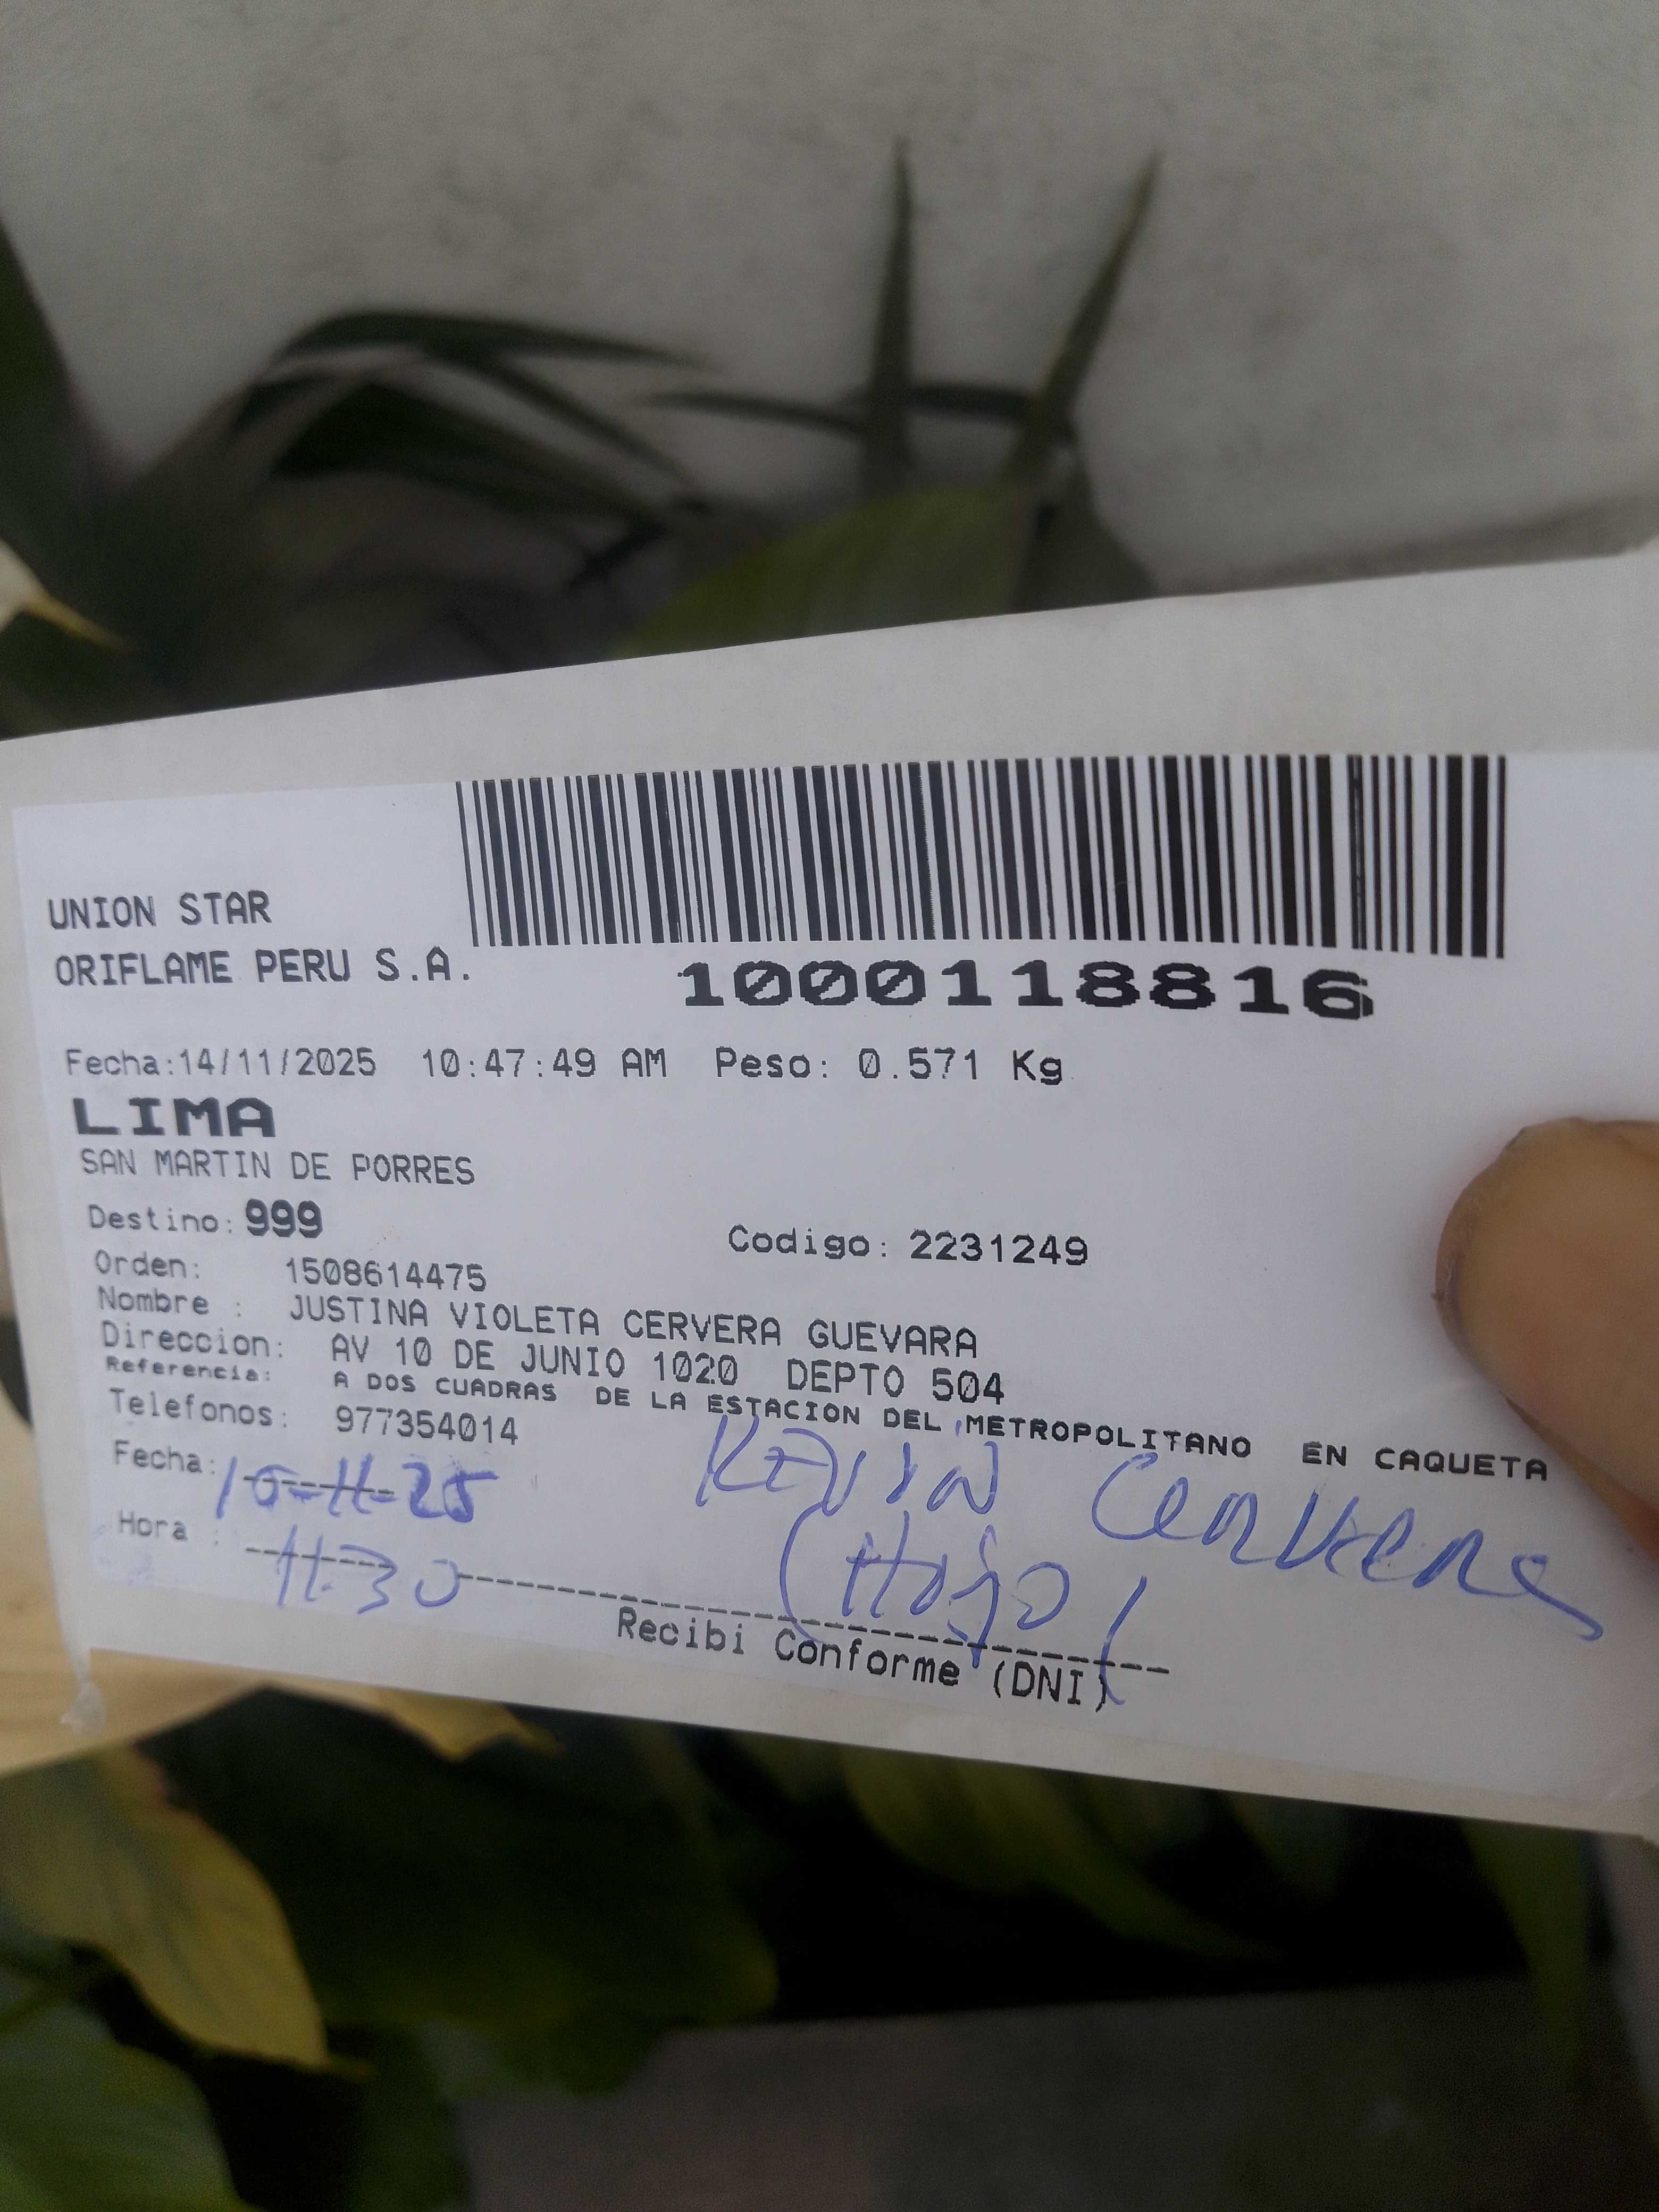 UNION STAR
ORIFLAME PERU S.A.
1000118816
Fecha:14/11/2025 10:47:49 AM Peso: 0.571 Kg
LIMA
SAN MARTIN DE PORRES
Destino: 999
Codigo: 2231249
Orden: 1508614475
Nombre : JUSTINA VIOLETA CERVERA GUEVARA
Direccion: AV 10 DE JUNIO 1020 DEPTO 504
Referencia: A DOS CUADRAS DE LA ESTACION DEL METROPOLITANO EN CAQUETA
Telefonos: 977354014
Fecha: 15-11-25
Kevin Cervera
Hora : 11:30
(Hijo)
Recibi Conforme (DNI)